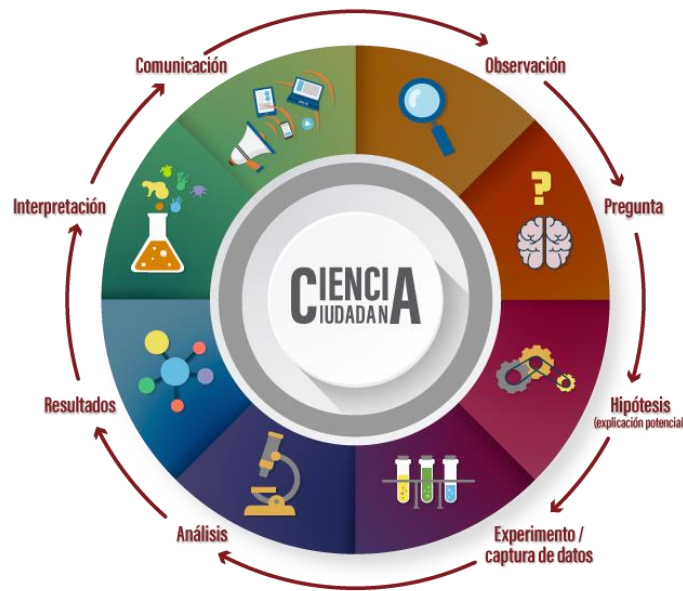 Comunicación
Observación
?
Interpretación
Pregunta
CIENCIA
CIUDADANA
Resultados
Hipótesis
(explicación potencial)
Análisis
Experimento /
captura de datos